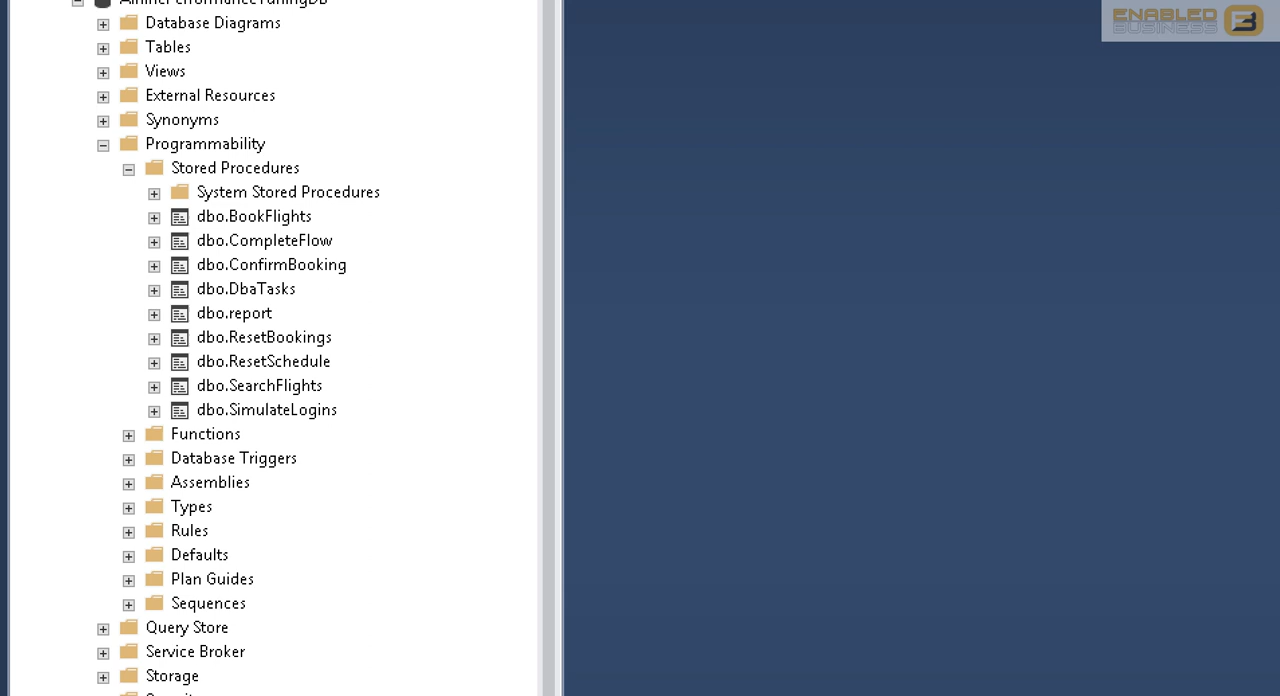 ENABLED
BUSINESS
Database Diagrams
Tables
Views
External Resources
Synonyms
Programmability
Stored Procedures
System Stored Procedures
dbo.BookFlights
dbo.CompleteFlow
dbo.ConfirmBooking
dbo.DbaTasks
dbo.report
dbo.ResetBookings
dbo.ResetSchedule
dbo.SearchFlights
dbo.SimulateLogins
Functions
Database Triggers
Assemblies
Types
Rules
Defaults
Plan Guides
Sequences
Query Store
Service Broker
Storage